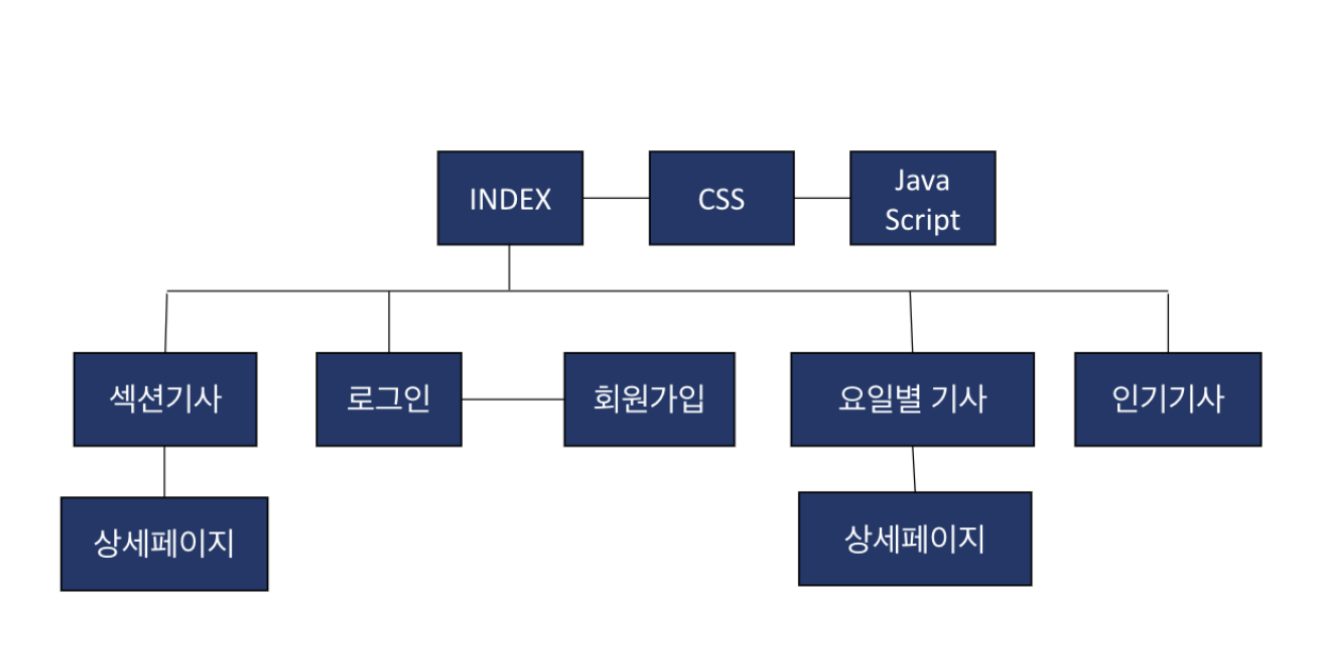 INDEX
CSS
Java
Script
섹션기사
로그인
회원가입
요일별 기사
인기기사
상세페이지
상세페이지